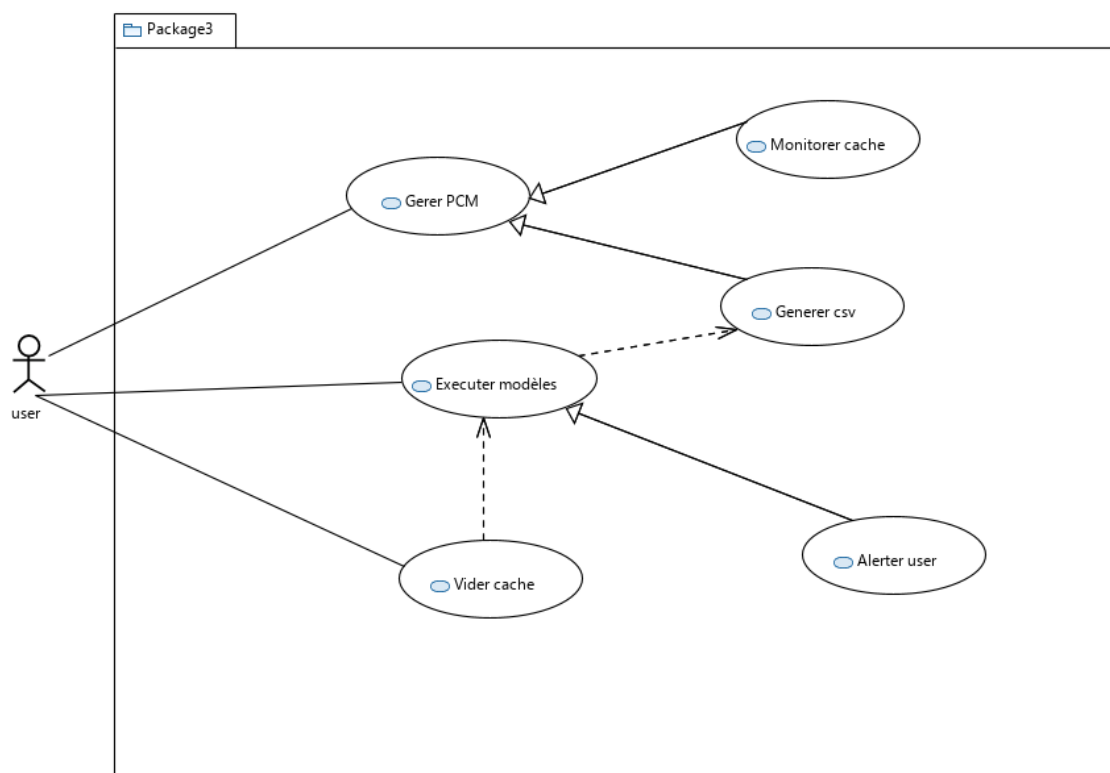 Package3
Monitorer cache
Gerer PCM
Generer csv
Executer modèles
user
Alerter user
Vider cache